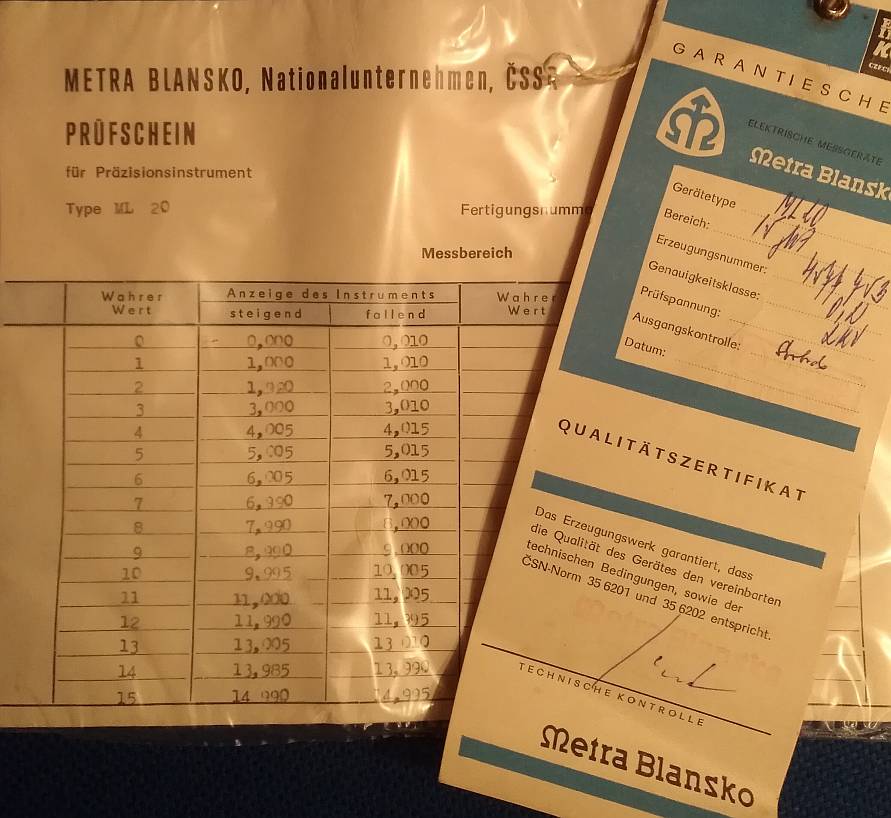 METRA BLANSKO, Nationalunternehmen, ČSSR
PRÜFSCHEIN
für Präzisionsinstrument
Type ML 20
Fertigungsnumme
Messbereich
Wahrer Wert
Anzeige des Instruments
Wahrer Wert
steigend fallend
0 0,000 0,010
1 1,000 1,010
2 1,920 2,000
3 3,000 3,010
4 4,005 4,015
5 5,005 5,015
6 6,005 6,015
7 6,990 7,000
8 7,990 8,000
9 8,990 9,000
10 9.995 10,005
11 11,000 11,005
12 11,990 11,995
13 13,005 13 010
14 13,985 13,990
15 14 990 14,995
GARANTIESCHE
ELEKTRISCHE MESSGERÄTE
Metra Blansko
Gerätetype ML 20
Bereich:
Erzeugungsnummer:
Genauigkeitsklasse: 0,2
Prüfspannung: 2kV
Ausgangskontrolle:
Datum:
QUALITÄTSZERTIFIKAT
Das Erzeugungswerk garantiert, dass
die Qualität des Gerätes den vereinbarten
technischen Bedingungen, sowie der
ČSN-Norm 35 6201 und 35 6202 entspricht.
TECHNISCHE KONTROLLE
Metra Blansko